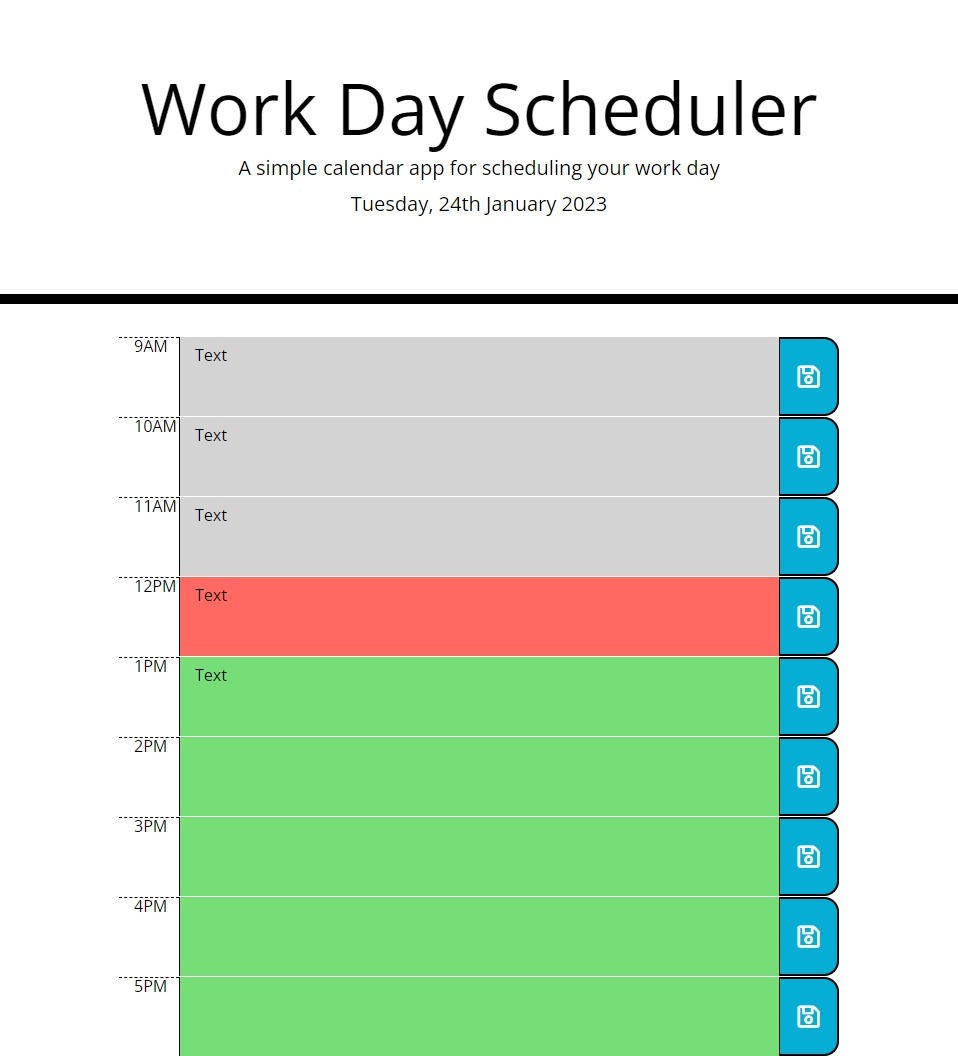 Work Day Scheduler
A simple calendar app for scheduling your work day
Tuesday, 24th January 2023
9AM
Text
10AM
Text
11AM
Text
12PM
Text
1PM
Text
2PM
3PM
4PM
5PM